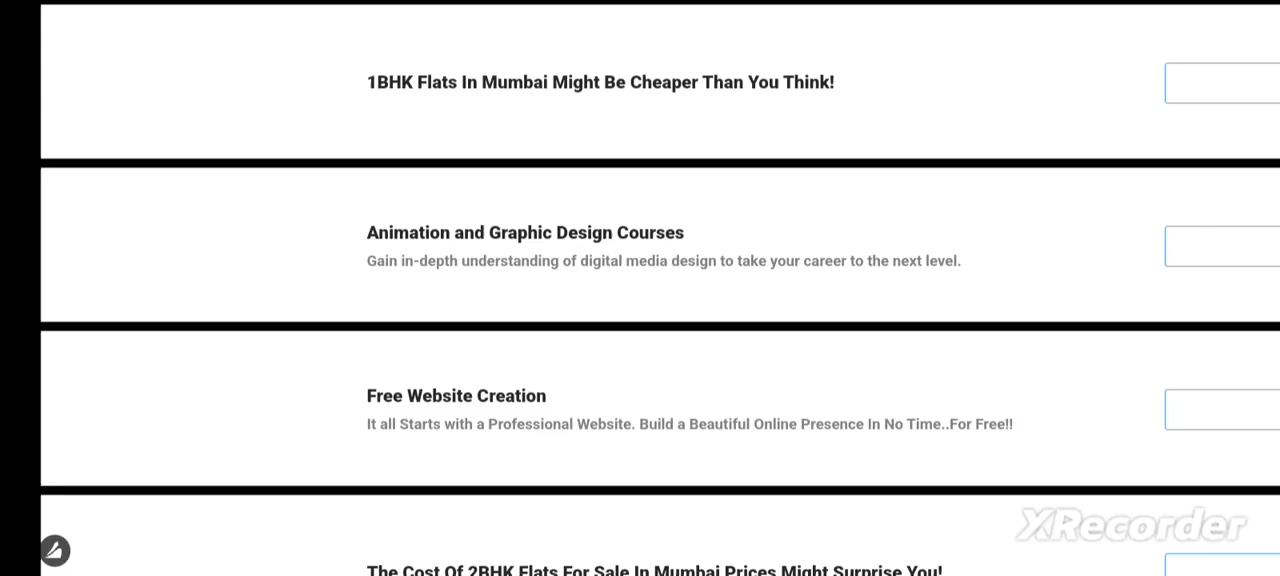 1BHK Flats In Mumbai Might Be Cheaper Than You Think!
Animation and Graphic Design Courses
Gain in-depth understanding of digital media design to take your career to the next level.
Free Website Creation
It all Starts with a Professional Website. Build a Beautiful Online Presence In No Time..For Free!!
XRecorder
The Cost Of 2BHK Flats For Sale In Mumbai Prices Might Surprise You!